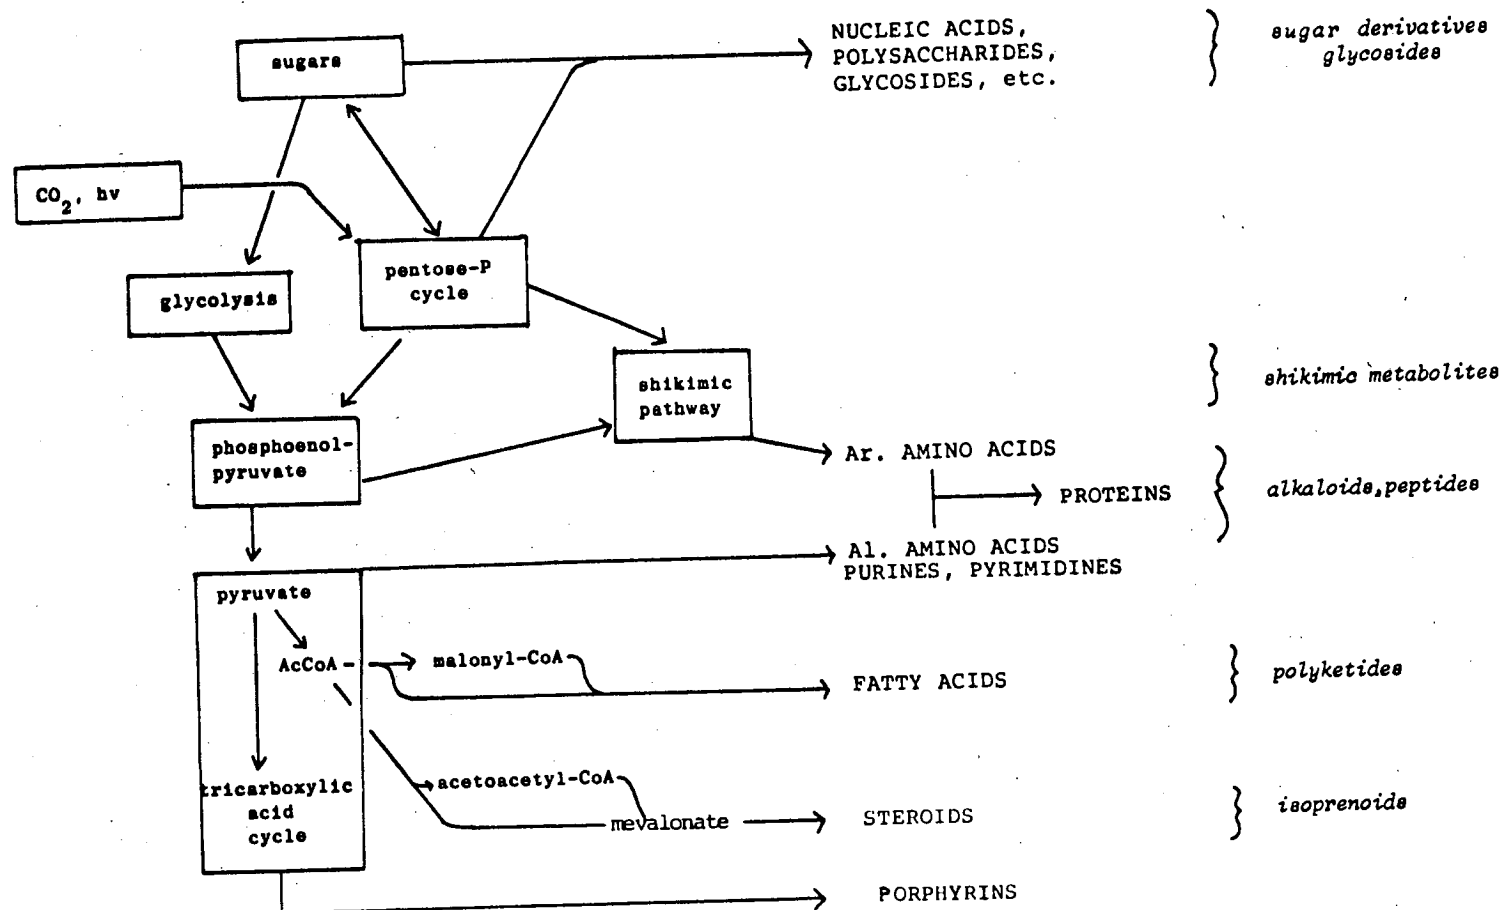 NUCLEIC ACIDS,
POLYSACCHARIDES,
GLYCOSIDES, etc.
sugar derivatives
glycosides
sugars
CO2, hv
pentose-P
cycle
glycolysis
shikimic
pathway
shikimic metabolites
phosphoenol-
pyruvate
Ar. AMINO ACIDS
PROTEINS
alkaloids, peptides
Al. AMINO ACIDS
PURINES, PYRIMIDINES
pyruvate
AcCoA
malonyl-CoA
FATTY ACIDS
polyketides
acetoacetyl-CoA
tricarboxylic
acid
cycle
mevalonate
STEROIDS
isoprenoids
PORPHYRINS